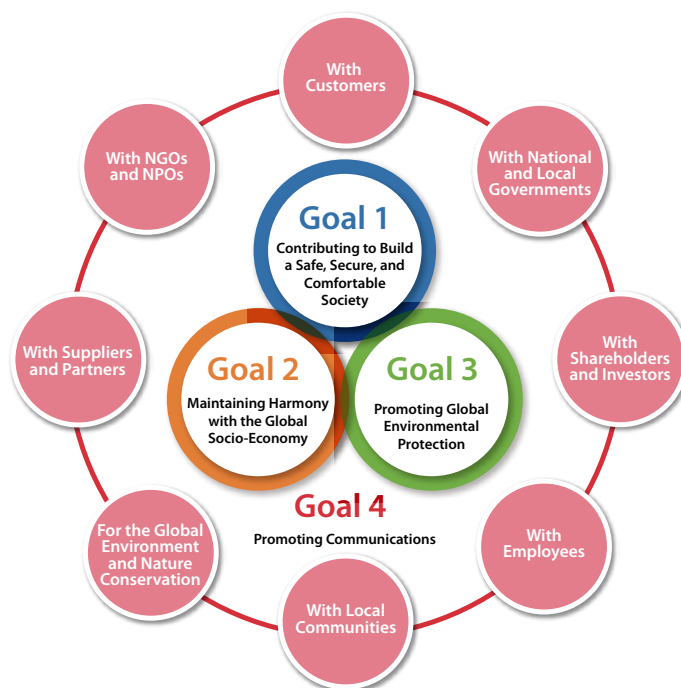 With
Customers
With NGOs
and NPOs
With National
and Local
Governments
Goal 1
Contributing to Build
a Safe, Secure, and
Comfortable
Society
With Suppliers
and Partners
With
Shareholders
and Investors
Goal 2
Maintaining Harmony
with the Global
Socio-Economy
Goal 3
Promoting Global
Environmental
Protection
Goal 4
Promoting Communications
For the Global
Environment
and Nature
Conservation
With
Employees
With Local
Communities